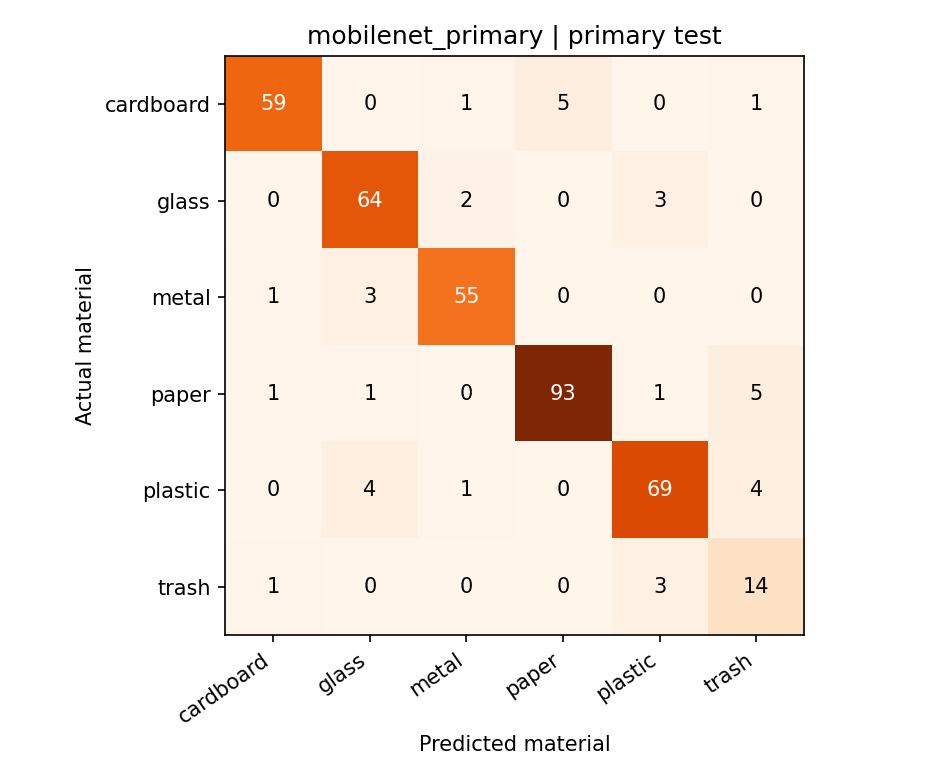 mobilenet_primary | primary test
cardboard 59 0 1 5 0 1
glass 0 64 2 0 3 0
metal 1 3 55 0 0 0
paper 1 1 0 93 1 5
plastic 0 4 1 0 69 4
trash 1 0 0 0 3 14
cardboard glass metal paper plastic trash
Predicted material
Actual material